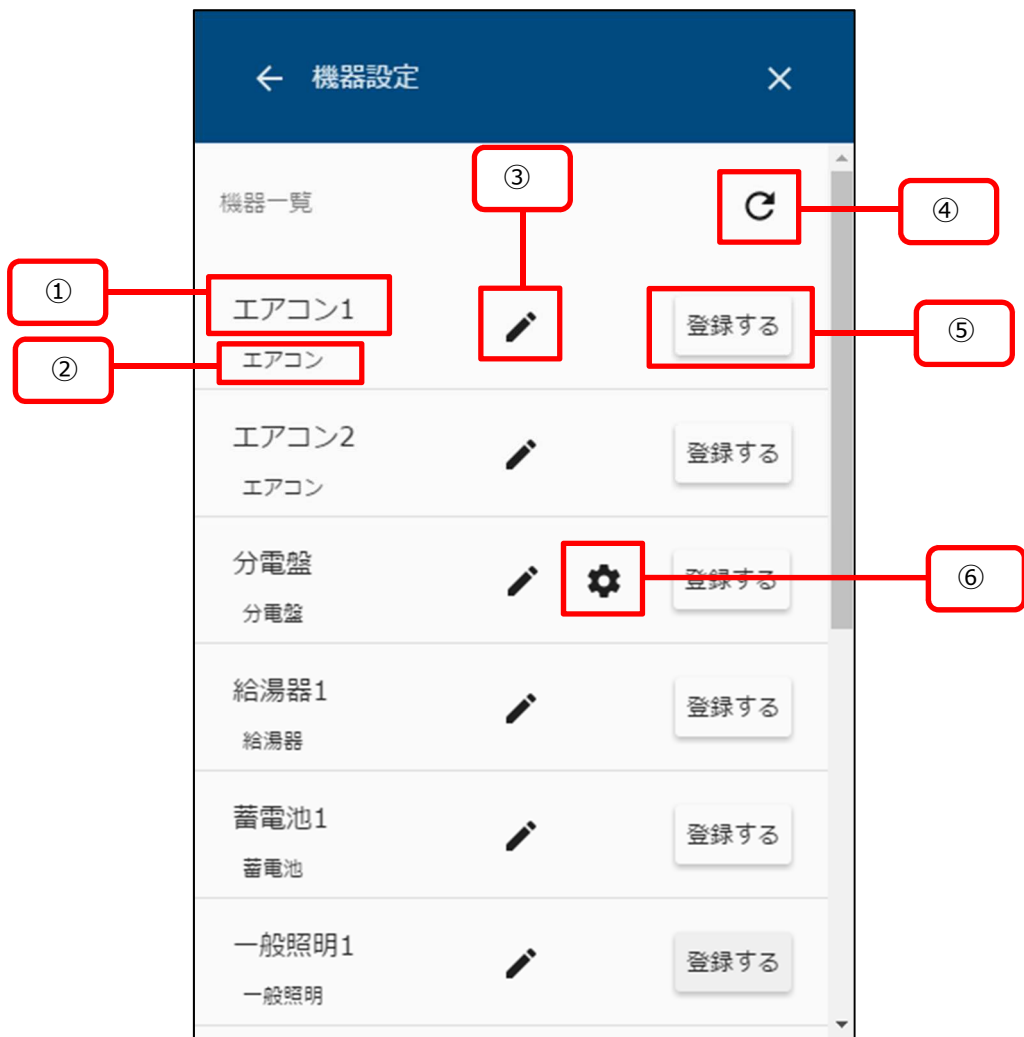 ← 機器設定 ×
③
機器一覧
④
①
エアコン1
登録する
⑤
②
エアコン
エアコン2
登録する
エアコン
分電盤
登録する
⑥
分電盤
給湯器1
登録する
給湯器
蓄電池1
登録する
蓄電池
一般照明1
登録する
一般照明